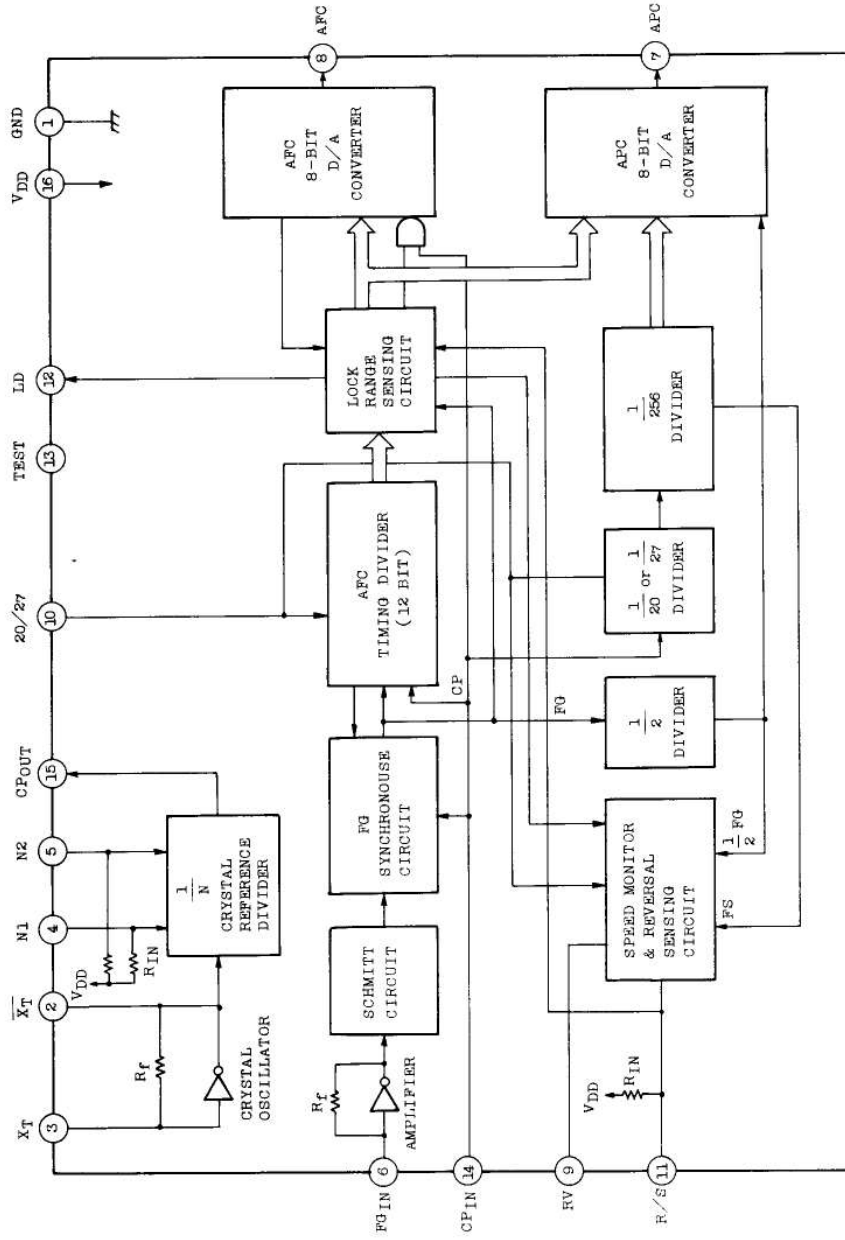 XT
3
XT
2
N1
4
N2
5
CPOUT
15
20/27
10
TEST
13
LD
12
VDD
16
GND
1
Rf
CRYSTAL
OSCILLATOR
VDD
RIN
1
N
CRYSTAL
REFERENCE
DIVIDER
FGIN
6
Rf
AMPLIFIER
SCHMITT
CIRCUIT
FG
SYNCHRONOUSE
CIRCUIT
AFC
TIMING DIVIDER
(12 BIT)
LOCK
RANGE
SENSING
CIRCUIT
AFC
8-BIT
D/A
CONVERTER
8
AFC
CPIN
14
CP
FG
RV
9
R/S
11
VDD
RIN
SPEED MONITOR
& REVERSAL
SENSING
CIRCUIT
FS
1
2
FG
1
2
DIVIDER
1
20
or
1
27
DIVIDER
1
256
DIVIDER
APC
8-BIT
D/A
CONVERTER
7
APC